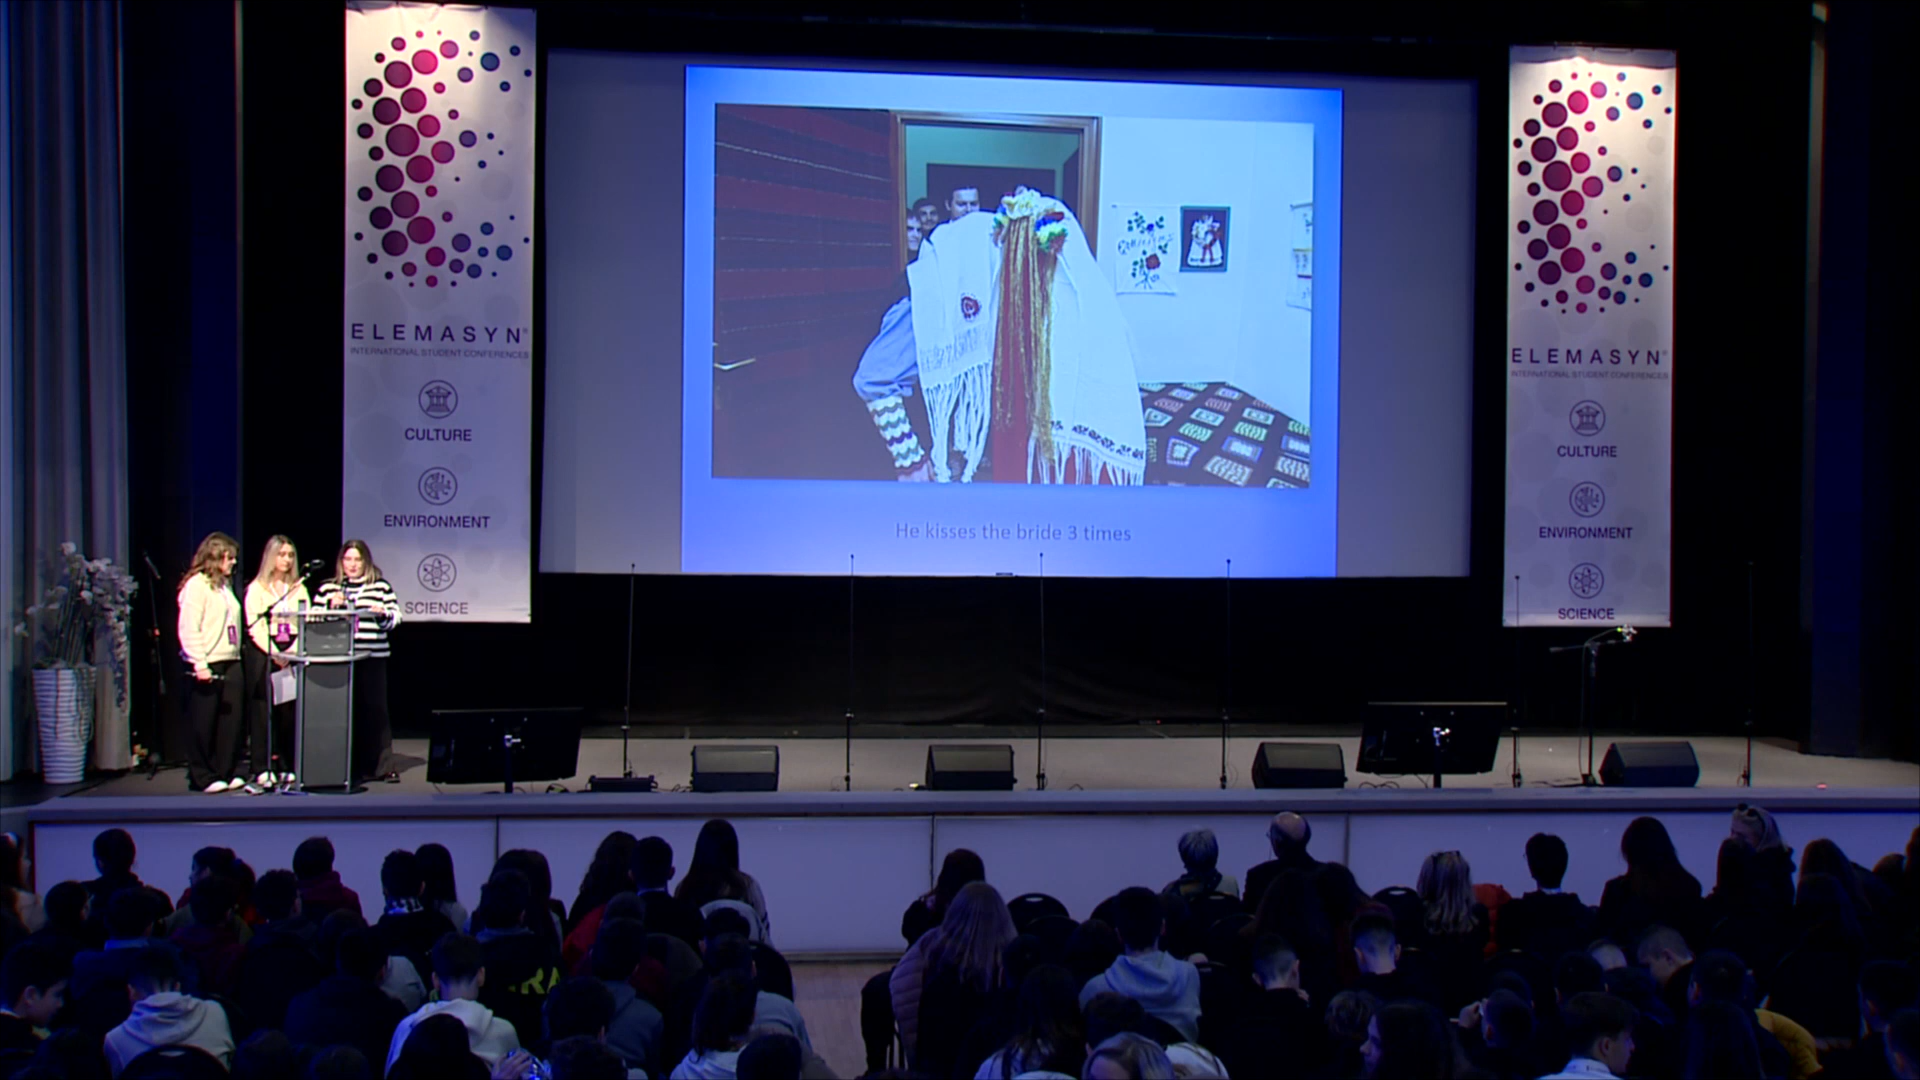 ELEMASYN®
INTERNATIONAL STUDENT CONFERENCES
CULTURE
ENVIRONMENT
SCIENCE
He kisses the bride 3 times
ELEMASYN®
INTERNATIONAL STUDENT CONFERENCES
CULTURE
ENVIRONMENT
SCIENCE